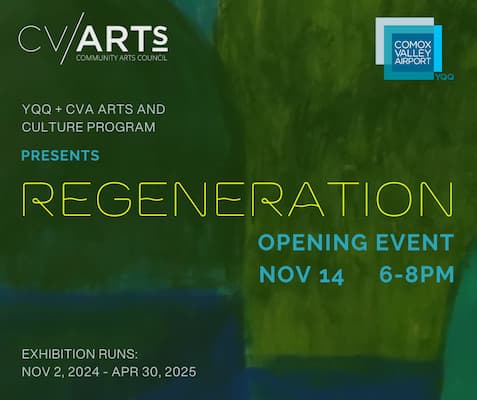 CV/ARTS
COMMUNITY ARTS COUNCIL
COMOX
VALLEY
AIRPORT
YQQ
YQQ + CVA ARTS AND
CULTURE PROGRAM
PRESENTS
REGENERATION
OPENING EVENT
NOV 14 6-8PM
EXHIBITION RUNS:
NOV 2, 2024 - APR 30, 2025